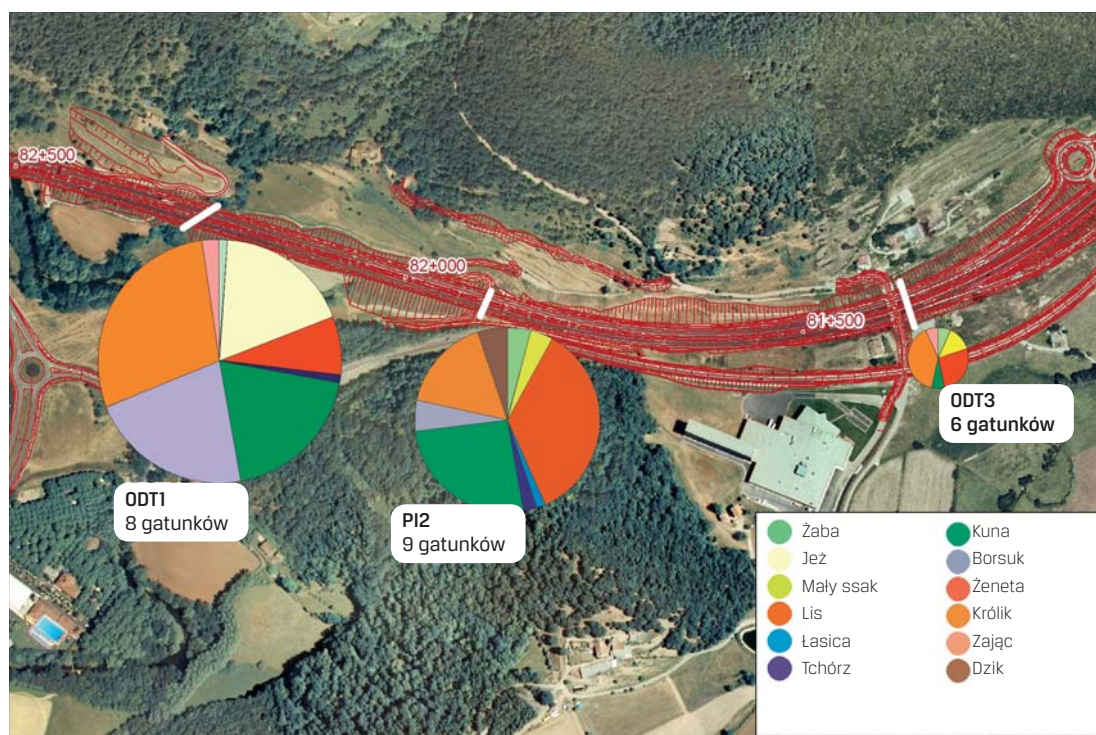 82+500
82+000
81+500
ODT1
8 gatunków
PI2
9 gatunków
ODT3
6 gatunków
Żaba
Jeż
Mały ssak
Lis
Łasica
Tchórz
Kuna
Borsuk
Żeneta
Królik
Zając
Dzik